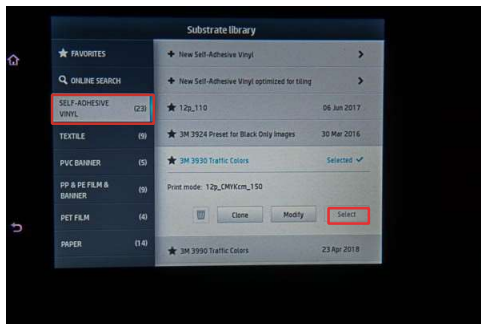 Substrate library
FAVORITES
ONLINE SEARCH
SELF-ADHESIVE
VINYL
(23)
TEXTILE (9)
PVC BANNER (5)
PP & PE FILM &
BANNER
(9)
PET FILM (4)
PAPER (14)
New Self-Adhesive Vinyl
New Self-Adhesive Vinyl optimized for tiling
12p_110 06 Jun 2017
3M 3924 Preset for Black Only Images 30 Mar 2016
3M 3930 Traffic Colors Selected
Print mode: 12p_CMYKcm_150
Clone Modify Select
3M 3990 Traffic Colors 23 Apr 2018